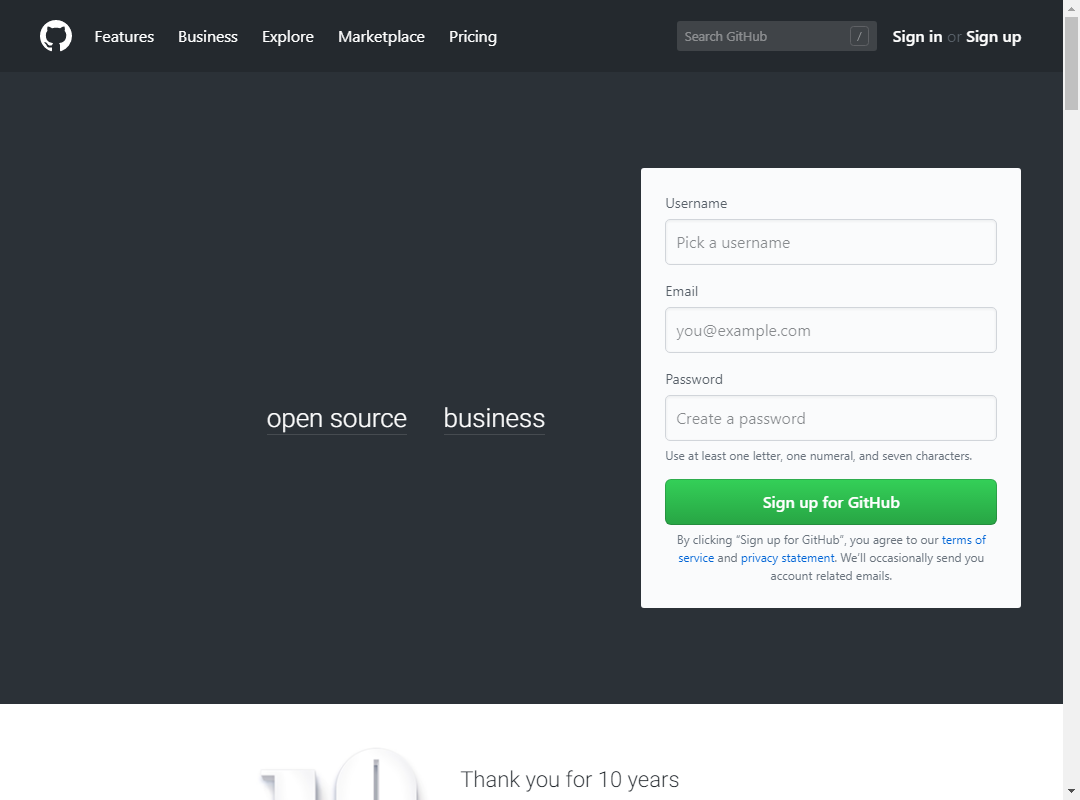 Features Business Explore Marketplace Pricing Search GitHub / Sign in or Sign up
Username
Pick a username
Email
you@example.com
Password
Create a password
Use at least one letter, one numeral, and seven characters.
Sign up for GitHub
By clicking “Sign up for GitHub”, you agree to our terms of
service and privacy statement. We’ll occasionally send you
account related emails.
open source business
10
Thank you for 10 years